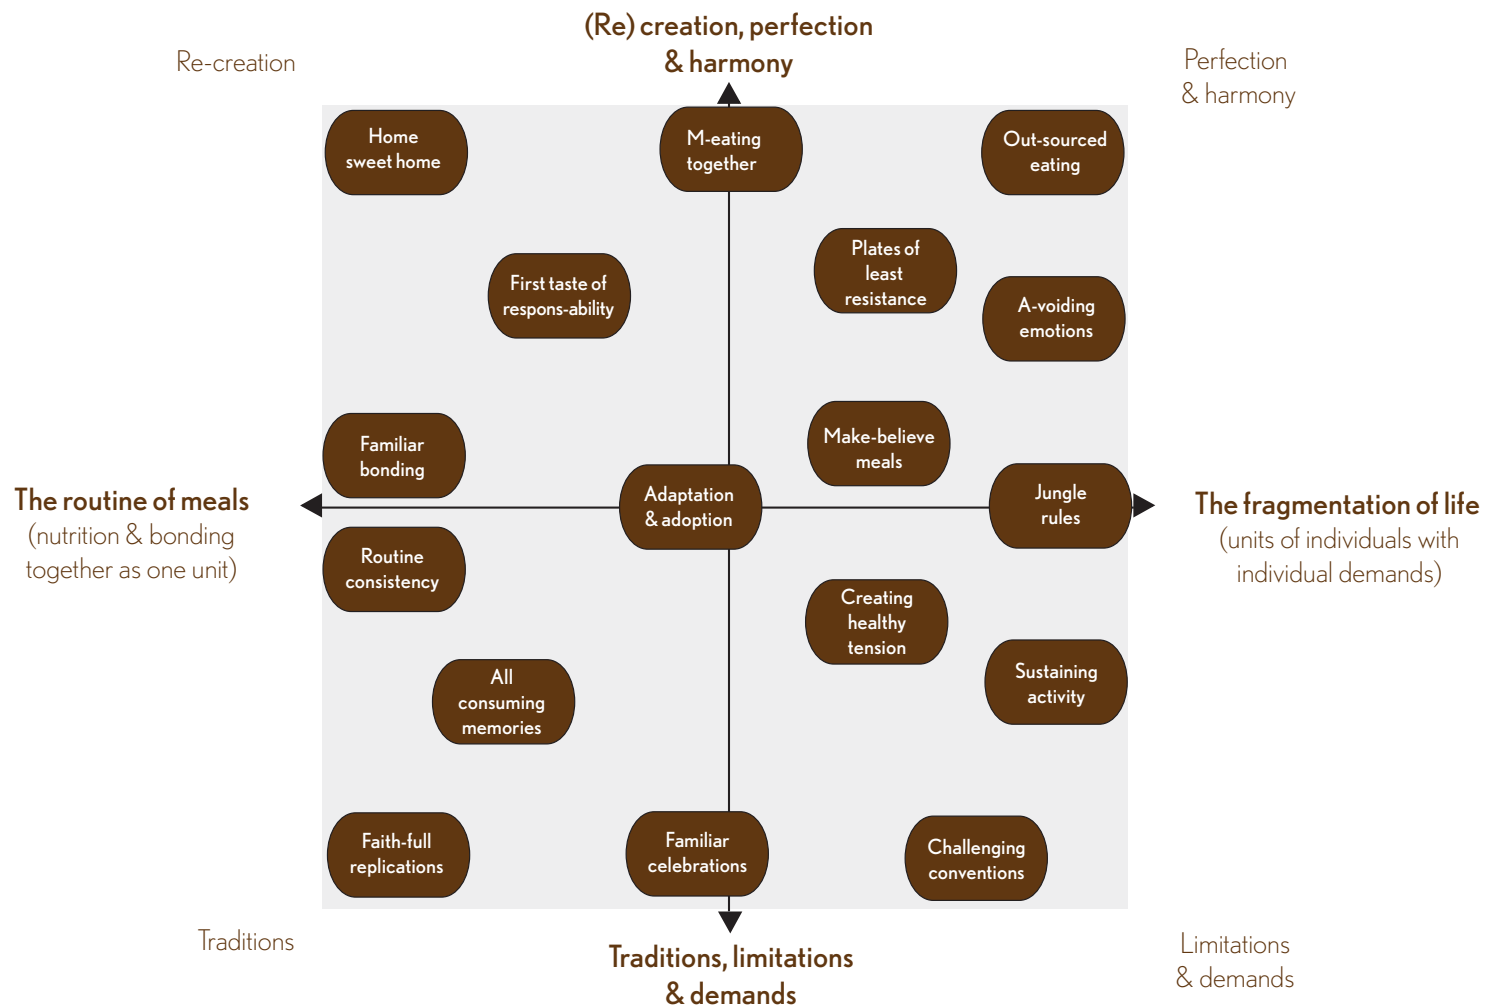 (Re) creation, perfection
& harmony
Re-creation
Perfection
& harmony
Home
sweet home
M-eating
together
Out-sourced
eating
First taste of
respons-ability
Plates of
least
resistance
A-voiding
emotions
Familiar
bonding
Make-believe
meals
The routine of meals
(nutrition & bonding
together as one unit)
Adaptation
& adoption
Jungle
rules
The fragmentation of life
(units of individuals with
individual demands)
Routine
consistency
Creating
healthy
tension
All
consuming
memories
Sustaining
activity
Faith-full
replications
Familiar
celebrations
Challenging
conventions
Traditions
Traditions, limitations
& demands
Limitations
& demands